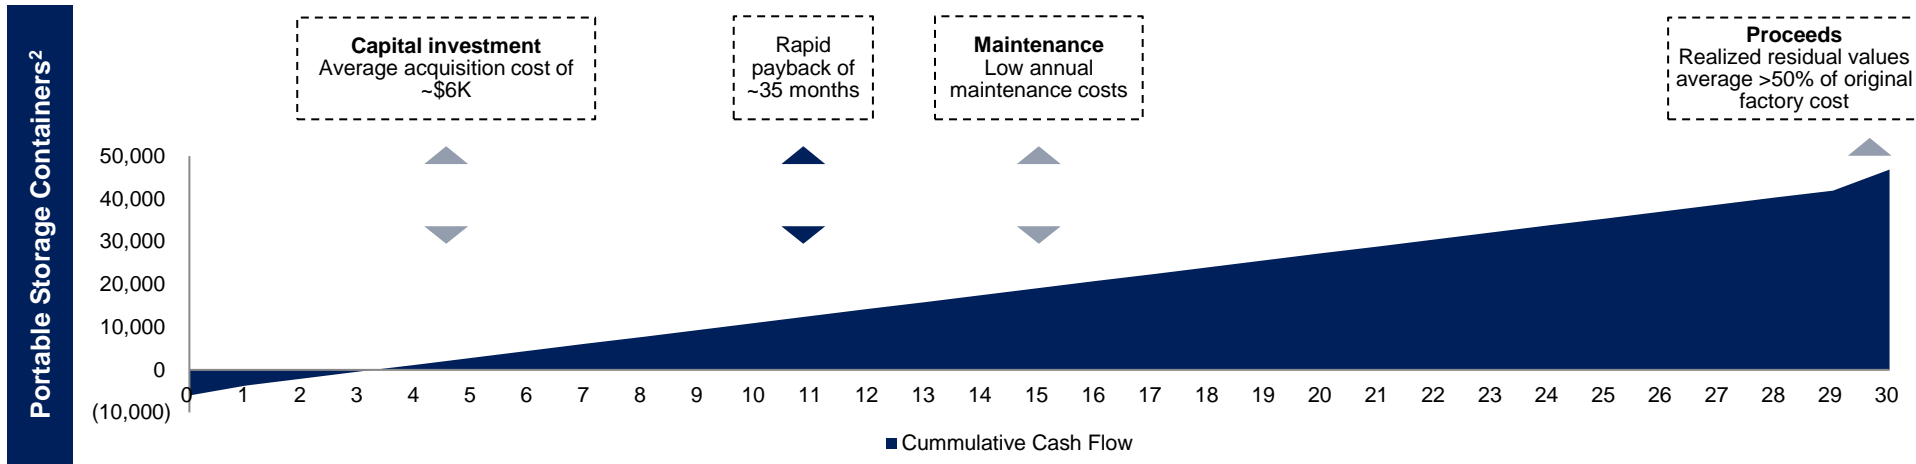 Portable Storage Containers²
Capital investment
Average acquisition cost of
~$6K
Rapid
payback of
~35 months
Maintenance
Low annual
maintenance costs
Proceeds
Realized residual values
average >50% of original
factory cost
50,000
40,000
30,000
20,000
10,000
0
(10,000)
0 1 2 3 4 5 6 7 8 9 10 11 12 13 14 15 16 17 18 19 20 21 22 23 24 25 26 27 28 29 30
Cummulative Cash Flow